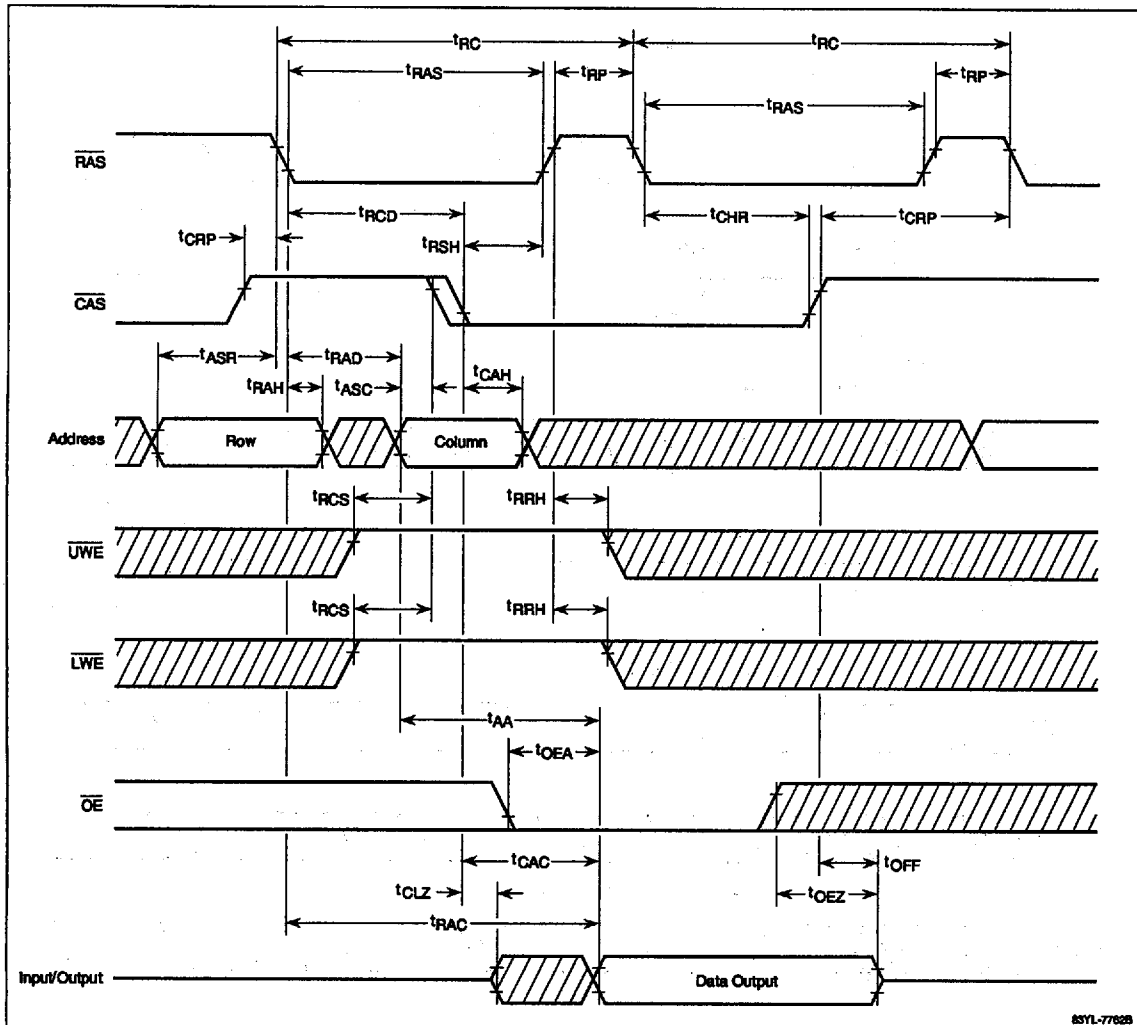 tRC tRC
tRAS tRP tRP
tRAS
RAS
tRCD tCHR tCRP
tCRP tRSH
CAS
tASR tRAD
tRAH tASC tCAH
Address Row Column
tRCS tRRH
UWE
tRCS tRRH
LWE
tAA
tOEA
OE
tCAC tOFF
tCLZ tOEZ
tRAC
Input/Output Data Output
83YL-7762B